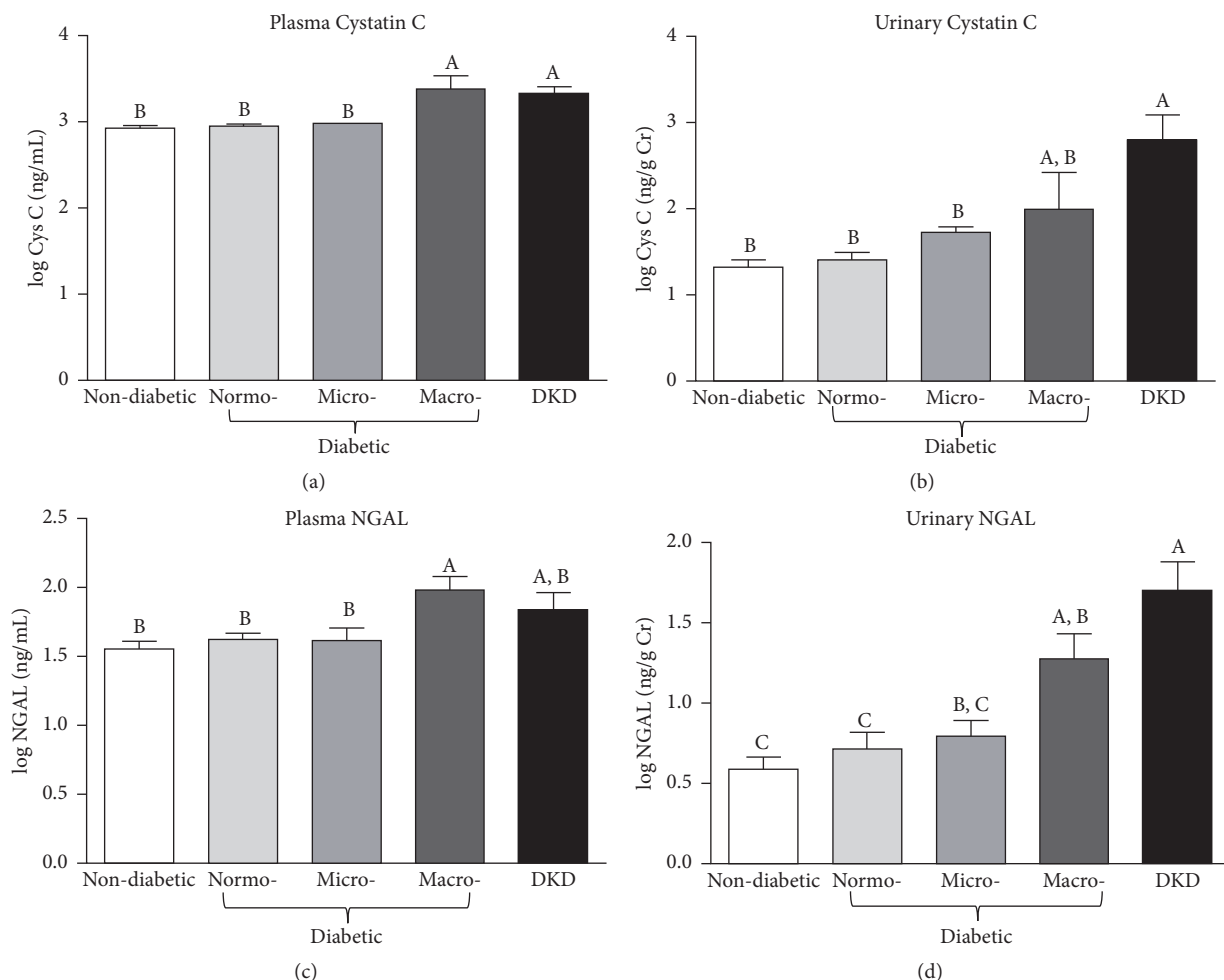 Plasma Cystatin C
4
3
2
1
0
log Cys C (ng/mL)
B
B
B
A
A
Non-diabetic Normo- Micro- Macro- DKD
Diabetic
(a)
Urinary Cystatin C
4
3
2
1
0
log Cys C (ng/g Cr)
B
B
B
A, B
A
Non-diabetic Normo- Micro- Macro- DKD
Diabetic
(b)
Plasma NGAL
2.5
2.0
1.5
1.0
0.5
0.0
log NGAL (ng/mL)
B
B
B
A
A, B
Non-diabetic Normo- Micro- Macro- DKD
Diabetic
(c)
Urinary NGAL
2.0
1.5
1.0
0.5
0.0
log NGAL (ng/g Cr)
C
C
B, C
A, B
A
Non-diabetic Normo- Micro- Macro- DKD
Diabetic
(d)